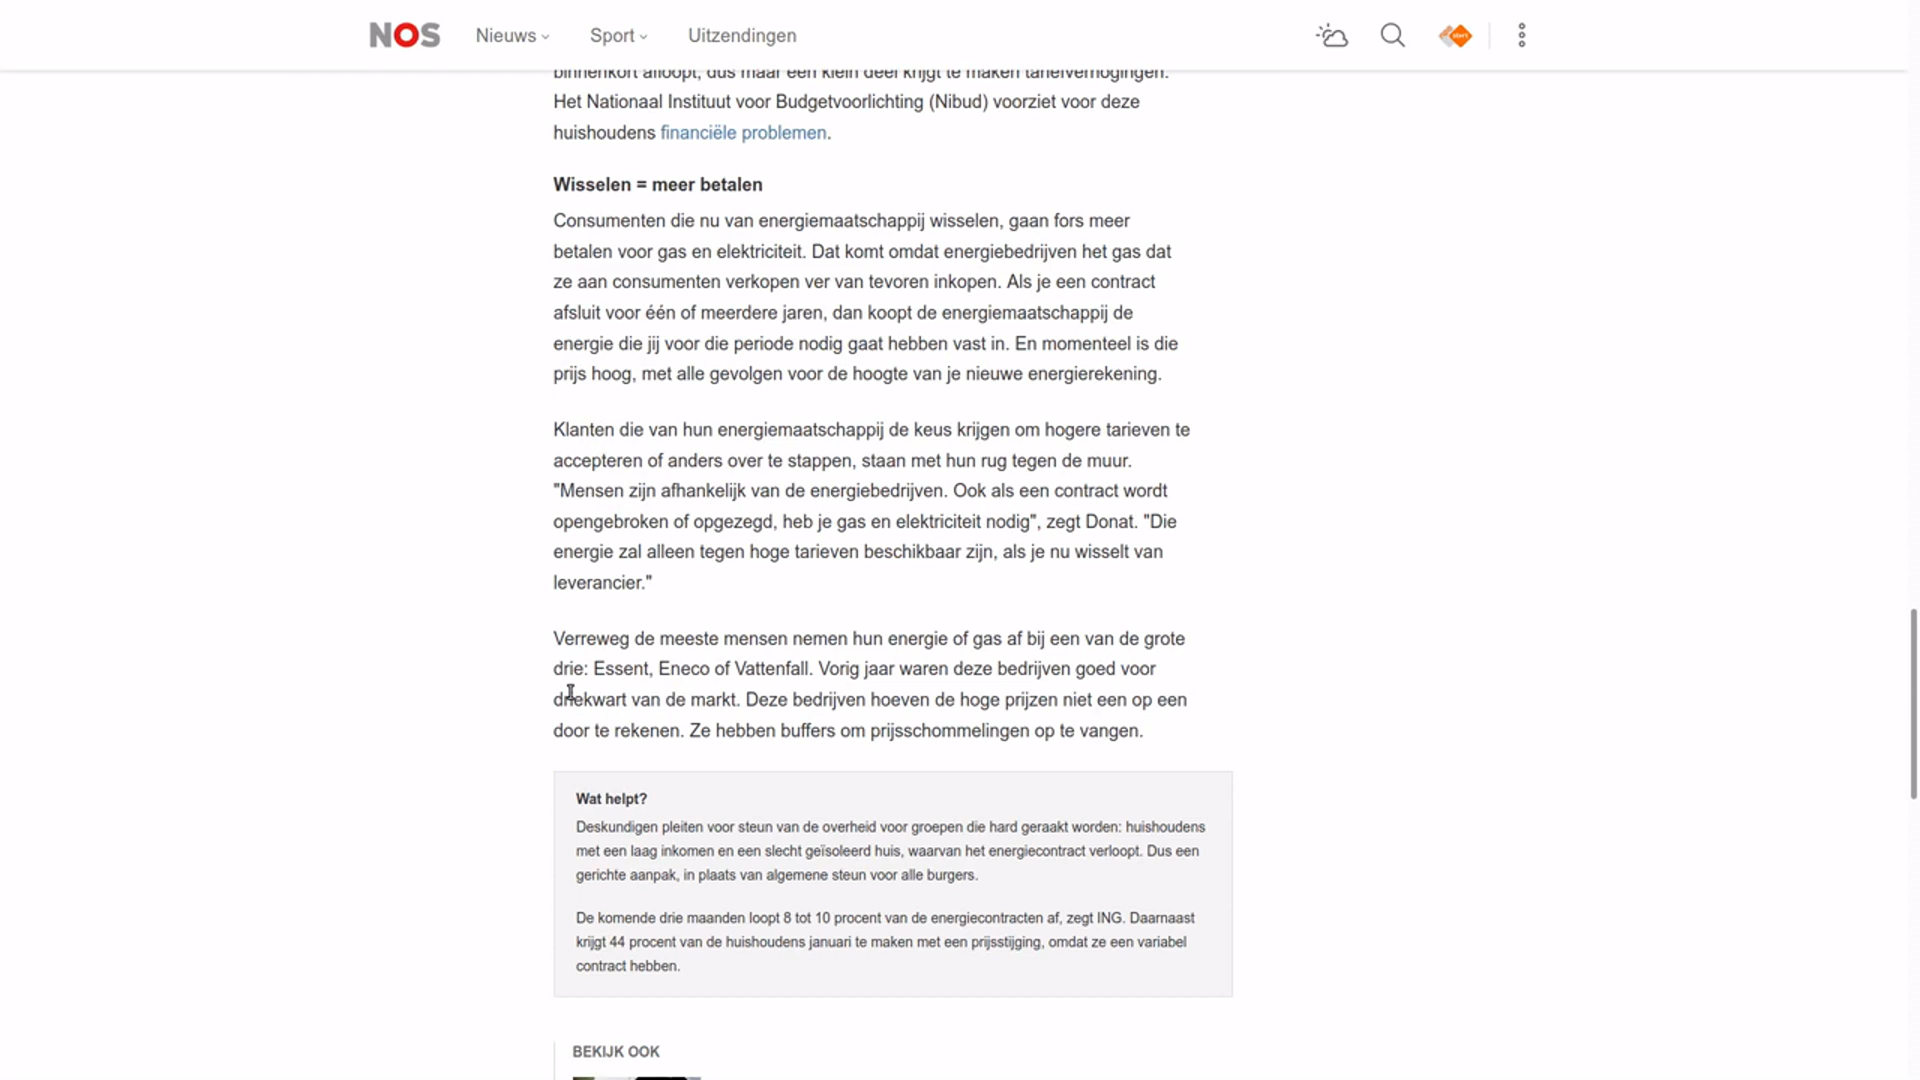 NOS Nieuws Sport Uitzendingen start
binnenkort afloopt, dus maar een klein deel krijgt te maken tariefverhogingen.
Het Nationaal Instituut voor Budgetvoorlichting (Nibud) voorziet voor deze
huishoudens financiële problemen.
Wisselen = meer betalen
Consumenten die nu van energiemaatschappij wisselen, gaan fors meer
betalen voor gas en elektriciteit. Dat komt omdat energiebedrijven het gas dat
ze aan consumenten verkopen ver van tevoren inkopen. Als je een contract
afsluit voor één of meerdere jaren, dan koopt de energiemaatschappij de
energie die jij voor die periode nodig gaat hebben vast in. En momenteel is die
prijs hoog, met alle gevolgen voor de hoogte van je nieuwe energierekening.
Klanten die van hun energiemaatschappij de keus krijgen om hogere tarieven te
accepteren of anders over te stappen, staan met hun rug tegen de muur.
"Mensen zijn afhankelijk van de energiebedrijven. Ook als een contract wordt
opengebroken of opgezegd, heb je gas en elektriciteit nodig", zegt Donat. "Die
energie zal alleen tegen hoge tarieven beschikbaar zijn, als je nu wisselt van
leverancier."
Verreweg de meeste mensen nemen hun energie of gas af bij een van de grote
drie: Essent, Eneco of Vattenfall. Vorig jaar waren deze bedrijven goed voor
driekwart van de markt. Deze bedrijven hoeven de hoge prijzen niet een op een
door te rekenen. Ze hebben buffers om prijsschommelingen op te vangen.
Wat helpt?
Deskundigen pleiten voor steun van de overheid voor groepen die hard geraakt worden: huishoudens
met een laag inkomen en een slecht geïsoleerd huis, waarvan het energiecontract verloopt. Dus een
gerichte aanpak, in plaats van algemene steun voor alle burgers.
De komende drie maanden loopt 8 tot 10 procent van de energiecontracten af, zegt ING. Daarnaast
krijgt 44 procent van de huishoudens januari te maken met een prijsstijging, omdat ze een variabel
contract hebben.
BEKIJK OOK